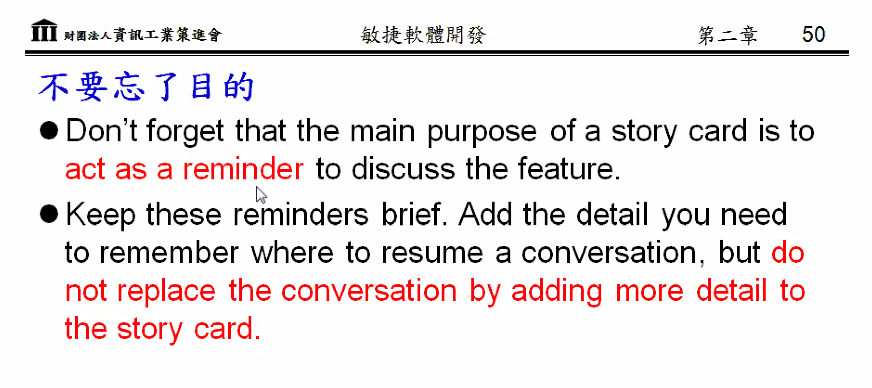 財團法人資訊工業策進會 敏捷軟體開發 第二章 50
不要忘了目的
●Don't forget that the main purpose of a story card is to
act as a reminder to discuss the feature.
●Keep these reminders brief. Add the detail you need
to remember where to resume a conversation, but do
not replace the conversation by adding more detail to
the story card.